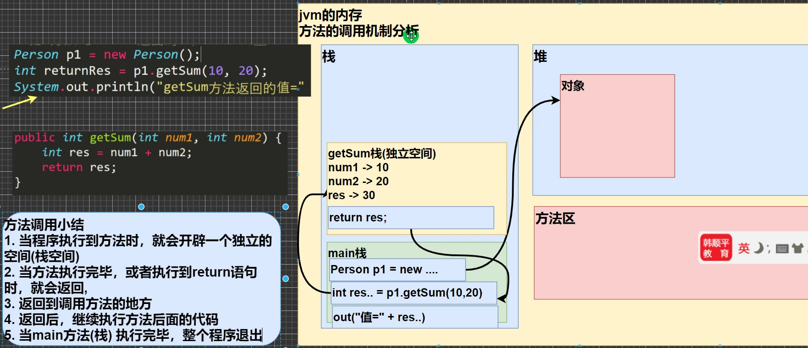 Person p1 = new Person();
int returnRes = p1.getSum(10, 20);
System.out.println("getSum方法返回的值="
public int getSum(int num1, int num2) {
int res = num1 + num2;
return res;
}
方法调用小结
1. 当程序执行到方法时，就会开辟一个独立的
空间(栈空间)
2. 当方法执行完毕，或者执行到return语句
时，就会返回,
3. 返回到调用方法的地方
4. 返回后，继续执行方法后面的代码
5. 当main方法(栈) 执行完毕，整个程序退出
jvm的内存
方法的调用机制分析
栈
getSum栈(独立空间)
num1 -> 10
num2 -> 20
res -> 30
return res;
main栈
Person p1 = new ....
int res.. = p1.getSum(10,20)
out("值=" + res..)
堆
对象
方法区
韩顺平
教育
英